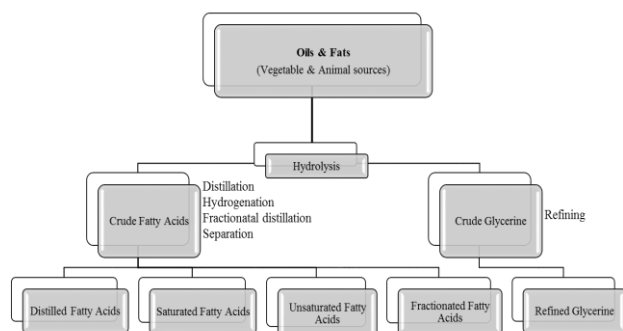 Oils & Fats
(Vegetable & Animal sources)
Hydrolysis
Crude Fatty Acids
Distillation
Hydrogenation
Fractionatal distillation
Separation
Crude Glycerine
Refining
Distilled Fatty Acids
Saturated Fatty Acids
Unsaturated Fatty
Acids
Fractionated Fatty
Acids
Refined Glycerine